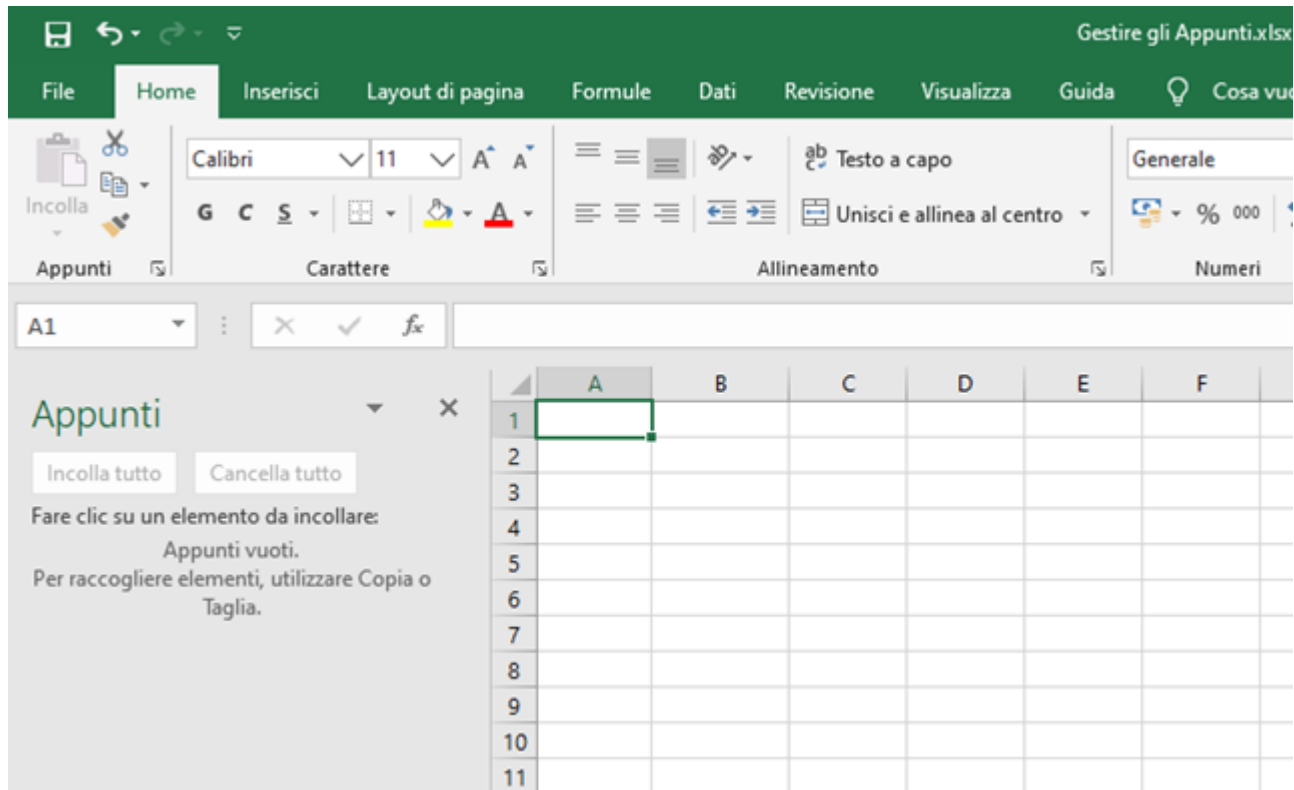 Gestire gli Appunti.xlsx
File Home Inserisci Layout di pagina Formule Dati Revisione Visualizza Guida Cosa
Calibri 11 A A ab Testo a capo Generale
Incolla G C S A Unisci e allinea al centro % 000
Appunti Carattere Allineamento Numeri
A1 fx
A B C D E F
Appunti
Incolla tutto Cancella tutto
Fare clic su un elemento da incollare:
Appunti vuoti.
Per raccogliere elementi, utilizzare Copia o
Taglia.
1
2
3
4
5
6
7
8
9
10
11